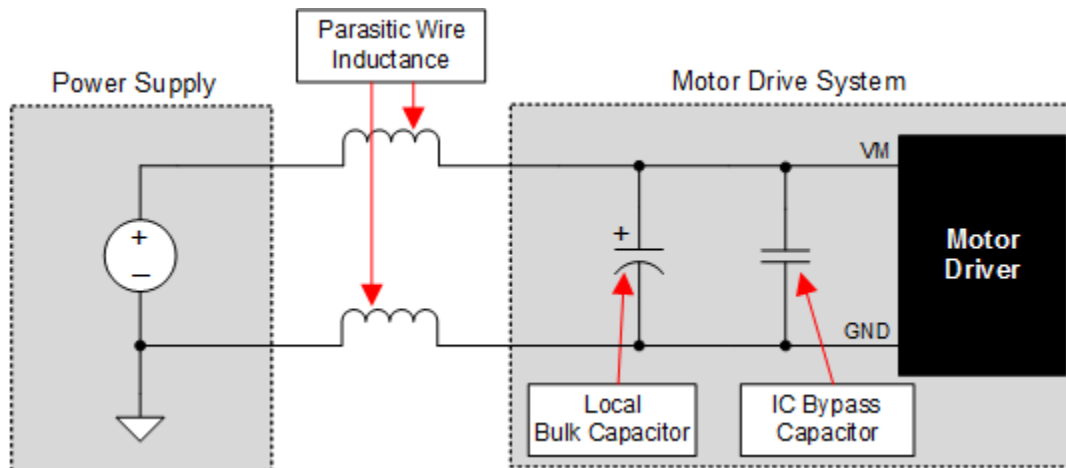 Parasitic Wire
Inductance
Power Supply
Motor Drive System
VM
+
–
+
Motor
Driver
GND
Local
Bulk Capacitor
IC Bypass
Capacitor